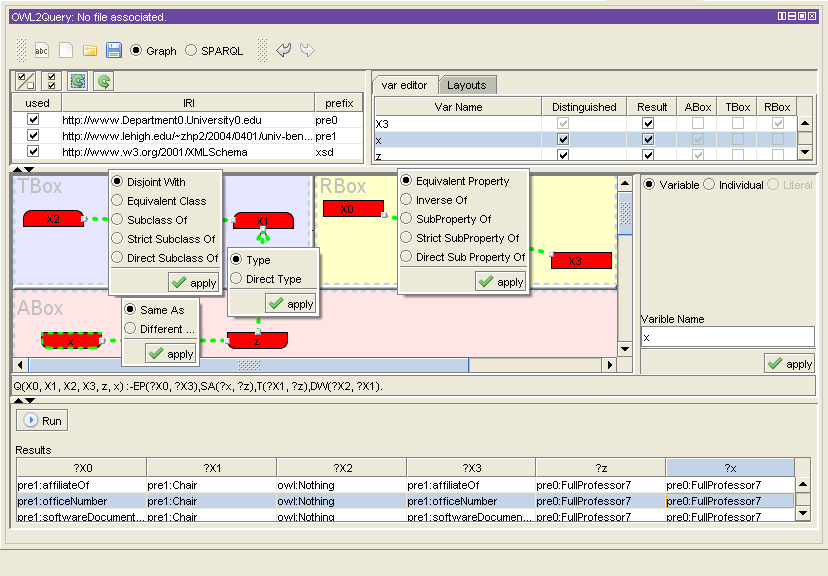 OWL2Query: No file associated.
abc Graph SPARQL
used IRI prefix
http://www.Department0.University0.edu pre0
http://www.lehigh.edu/~zhp2/2004/0401/univ-ben... pre1
http://www.w3.org/2001/XMLSchema xsd
var editor Layouts
Var Name Distinguished Result ABox TBox RBox
X3
x
z
TBox
X2
X1
Disjoint With
Equivalent Class
Subclass Of
Strict Subclass Of
Direct Subclass Of
apply
Type
Direct Type
apply
RBox
X0
X3
Equivalent Property
Inverse Of
SubProperty Of
Strict SubProperty Of
Direct Sub Property Of
apply
ABox
x
z
Same As
Different ...
apply
Variable Individual Literal
Varible Name
x
apply
Q(X0, X1, X2, X3, z, x) :-EP(?X0, ?X3),SA(?x, ?z),T(?X1, ?z),DW(?X2, ?X1).
Run
Results
?X0 ?X1 ?X2 ?X3 ?z ?x
pre1:affiliateOf pre1:Chair owl:Nothing pre1:affiliateOf pre0:FullProfessor7 pre0:FullProfessor7
pre1:officeNumber pre1:Chair owl:Nothing pre1:officeNumber pre0:FullProfessor7 pre0:FullProfessor7
pre1:softwareDocument... pre1:Chair owl:Nothing pre1:softwareDocumen... pre0:FullProfessor7 pre0:FullProfessor7